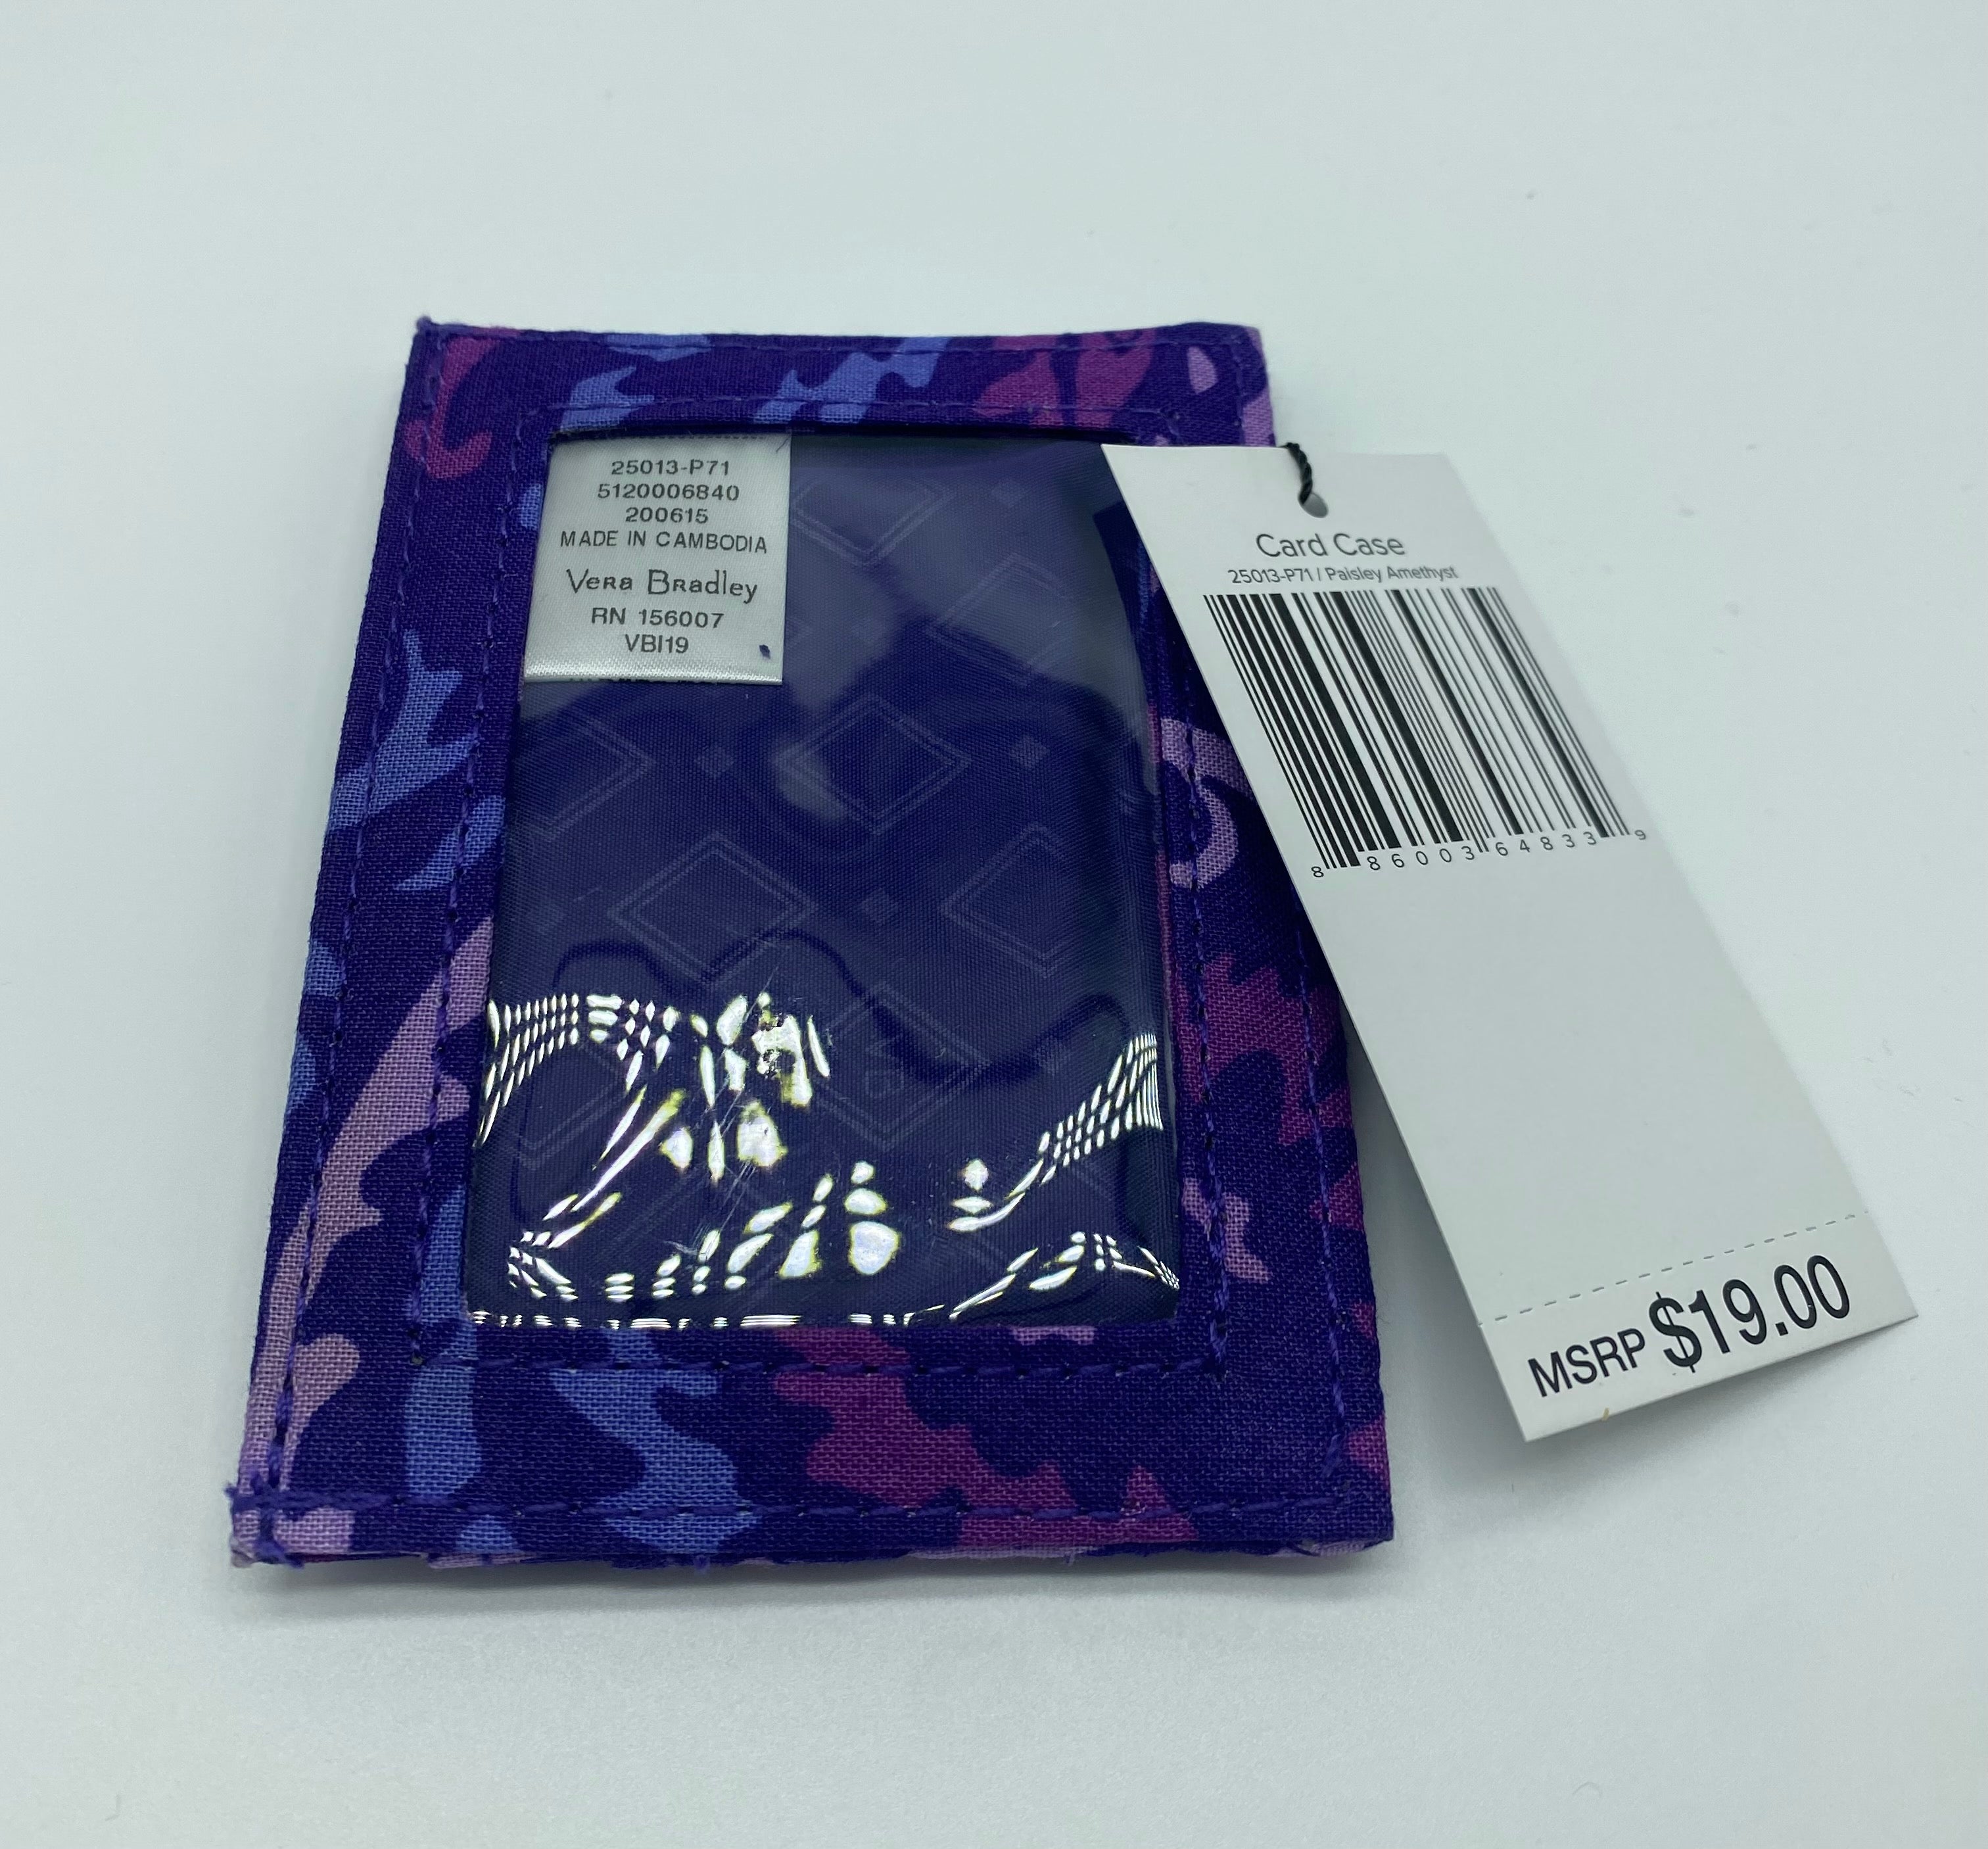 25013-P71
5120006840
200615
MADE IN CAMBODIA
Vera Bradley
RN 156007
VBI19
Card Case
25013-P71 / Paisley Amethyst
8 86003 64833 9
MSRP $19.00